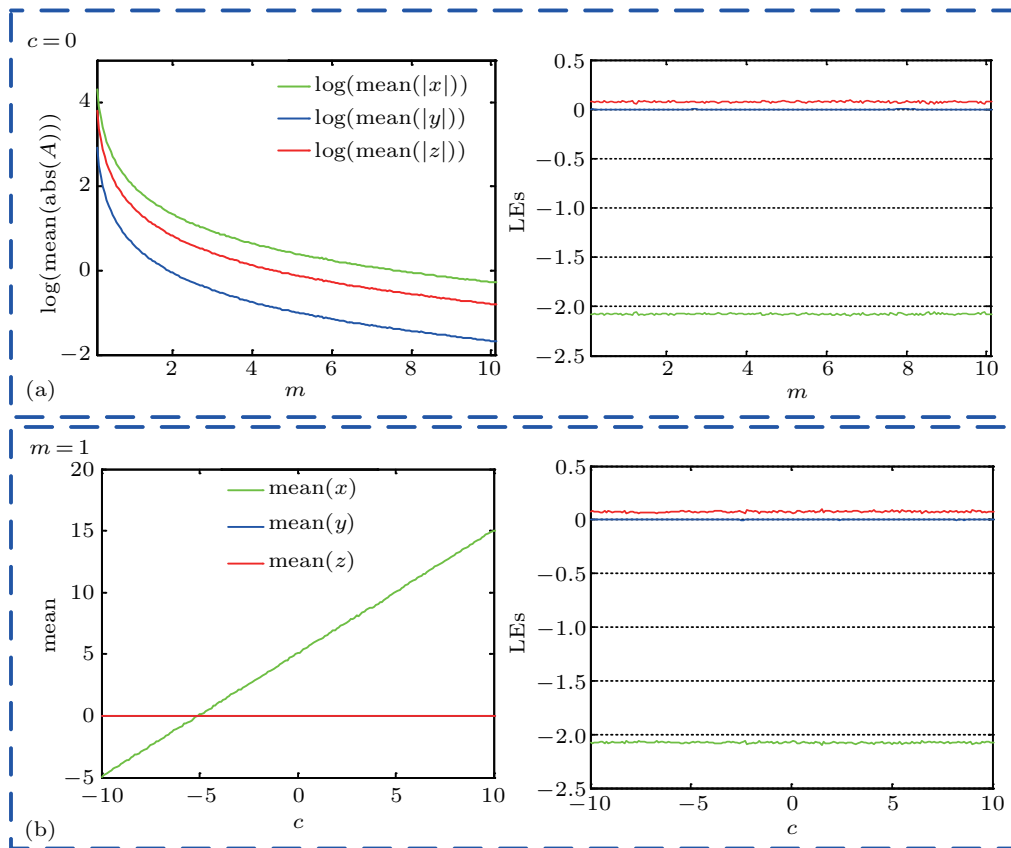 c = 0
log(mean(|x|))
log(mean(|y|))
log(mean(|z|))
log(mean(abs(A)))
4
2
0
−2
2
4
6
8
10
m
(a)
LEs
0.5
0
−0.5
−1.0
−1.5
−2.0
−2.5
2
4
6
8
10
m
m = 1
mean(x)
mean(y)
mean(z)
mean
20
15
10
5
0
−5
−10
−5
0
5
10
c
(b)
LEs
0.5
0
−0.5
−1.0
−1.5
−2.0
−2.5
−10
−5
0
5
10
c